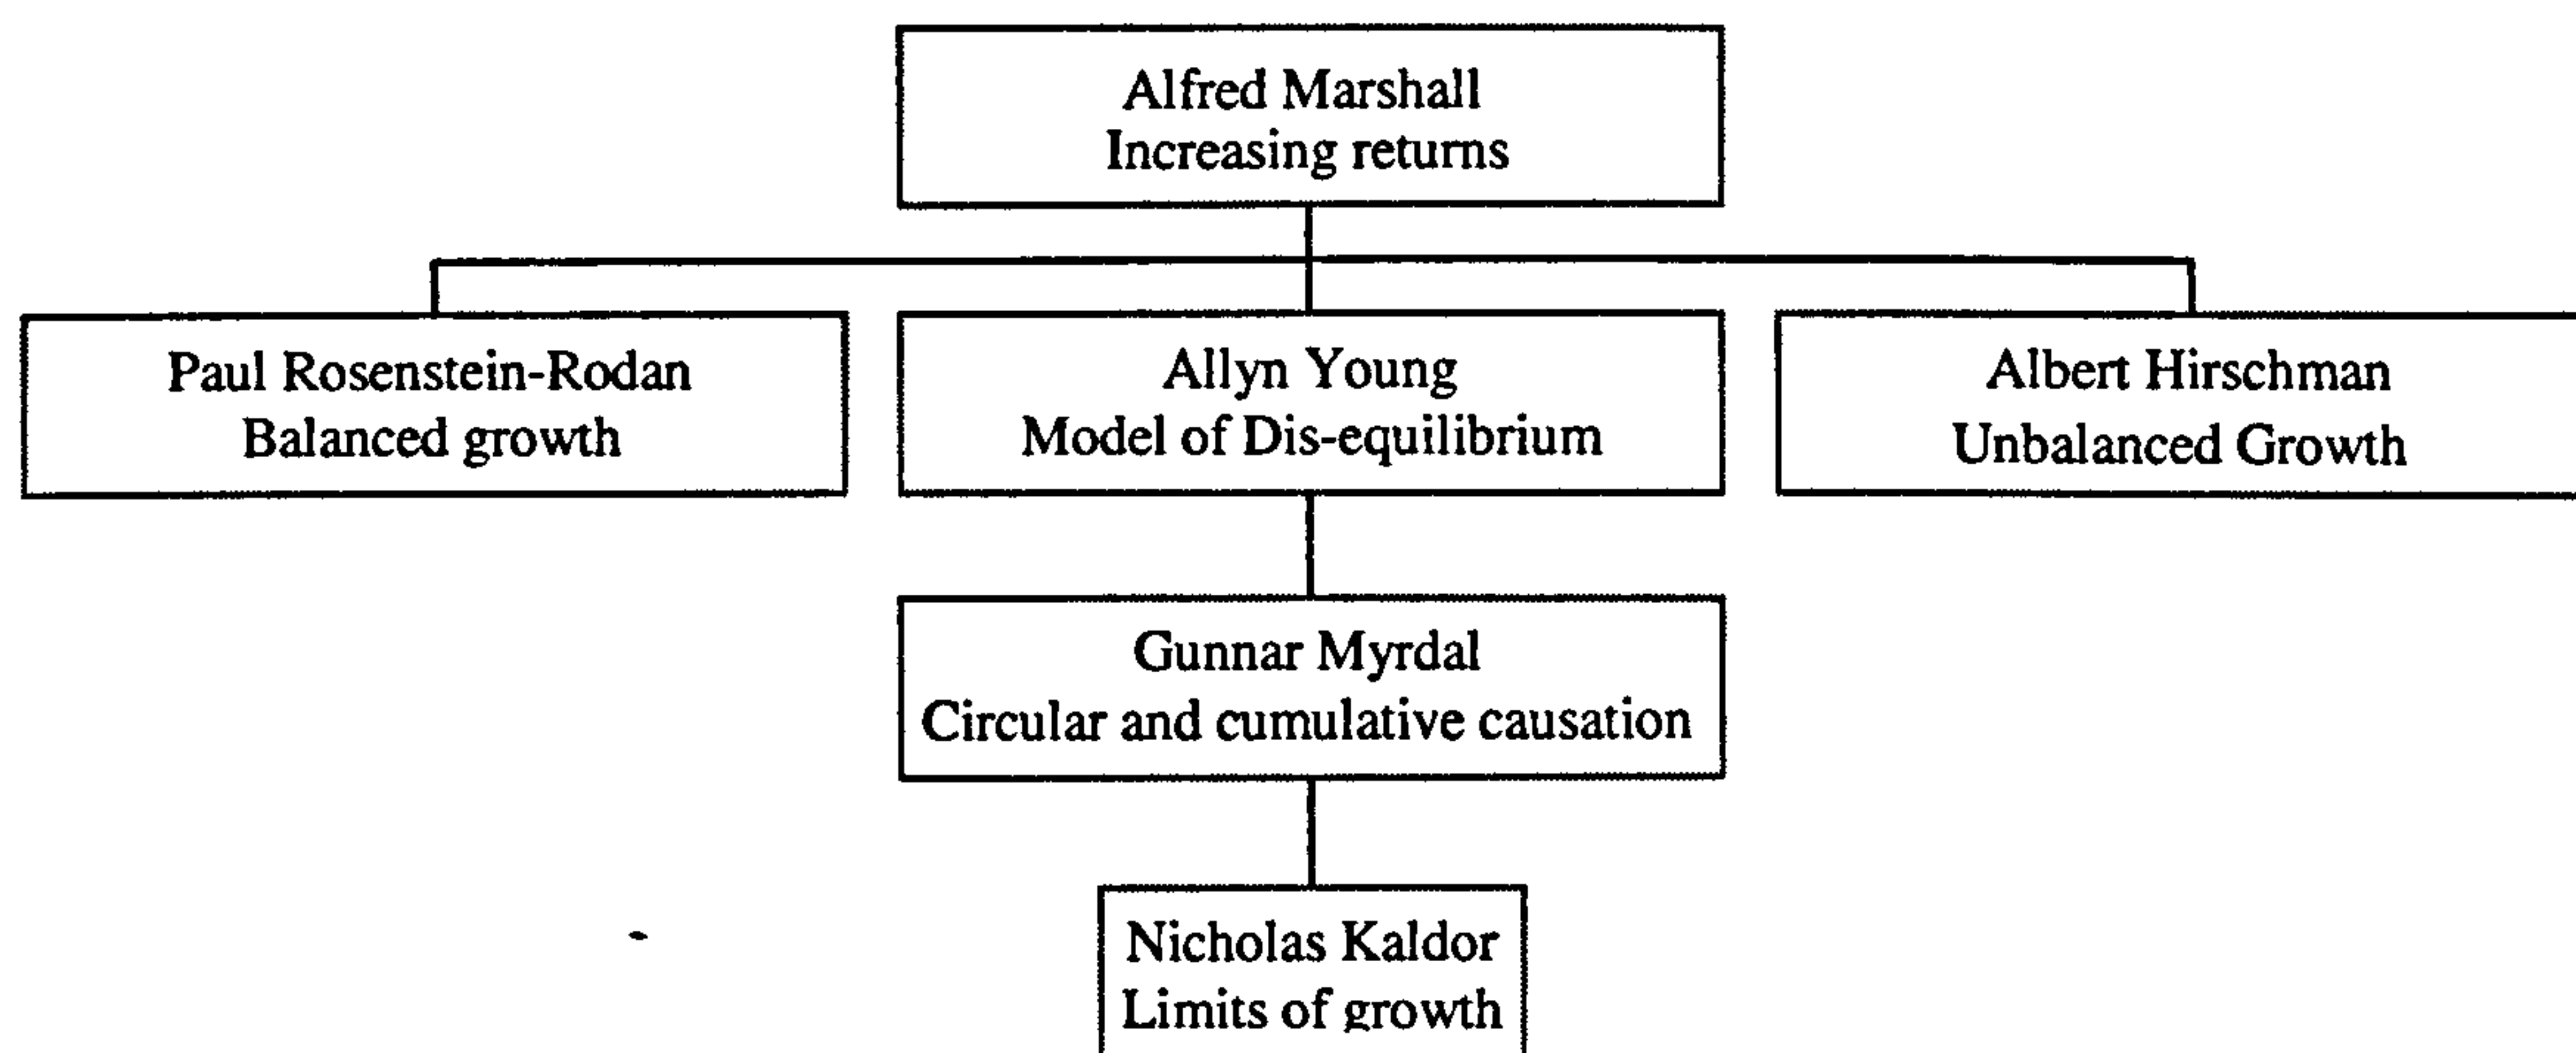 Alfred Marshall
Increasing returns
Paul Rosenstein-Rodan
Balanced growth
Allyn Young
Model of Dis-equilibrium
Albert Hirschman
Unbalanced Growth
Gunnar Myrdal
Circular and cumulative causation
Nicholas Kaldor
Limits of growth